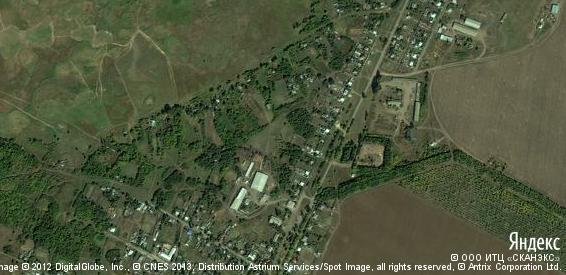 Яндекс
© ООО ИТЦ «СКАНЭКС»
nage © 2012 DigitalGlobe, Inc., © CNES 2013, Distribution Astrium Services/Spot Image, all rights reserved, © Antrix Corporation Ltd.